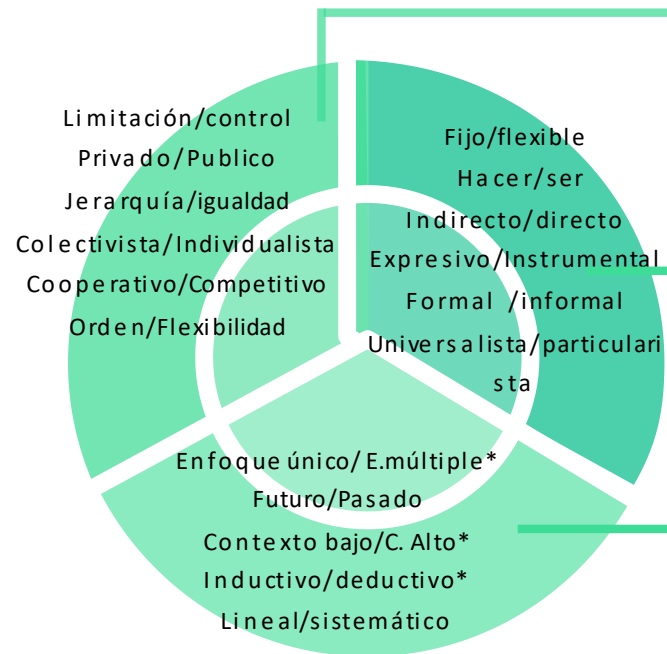 Limitación/control
Privado/Publico
Jerarquía/igualdad
Colectivista/Individualista
Cooperativo/Competitivo
Orden/Flexibilidad
Fijo/flexible
Hacer/ser
Indirecto/directo
Expresivo/Instrumental
Formal /informal
Universalista/particulari
sta
Enfoque único/ E.múltiple*
Futuro/Pasado
Contexto bajo/C. Alto*
Inductivo/deductivo*
Lineal/sistemático